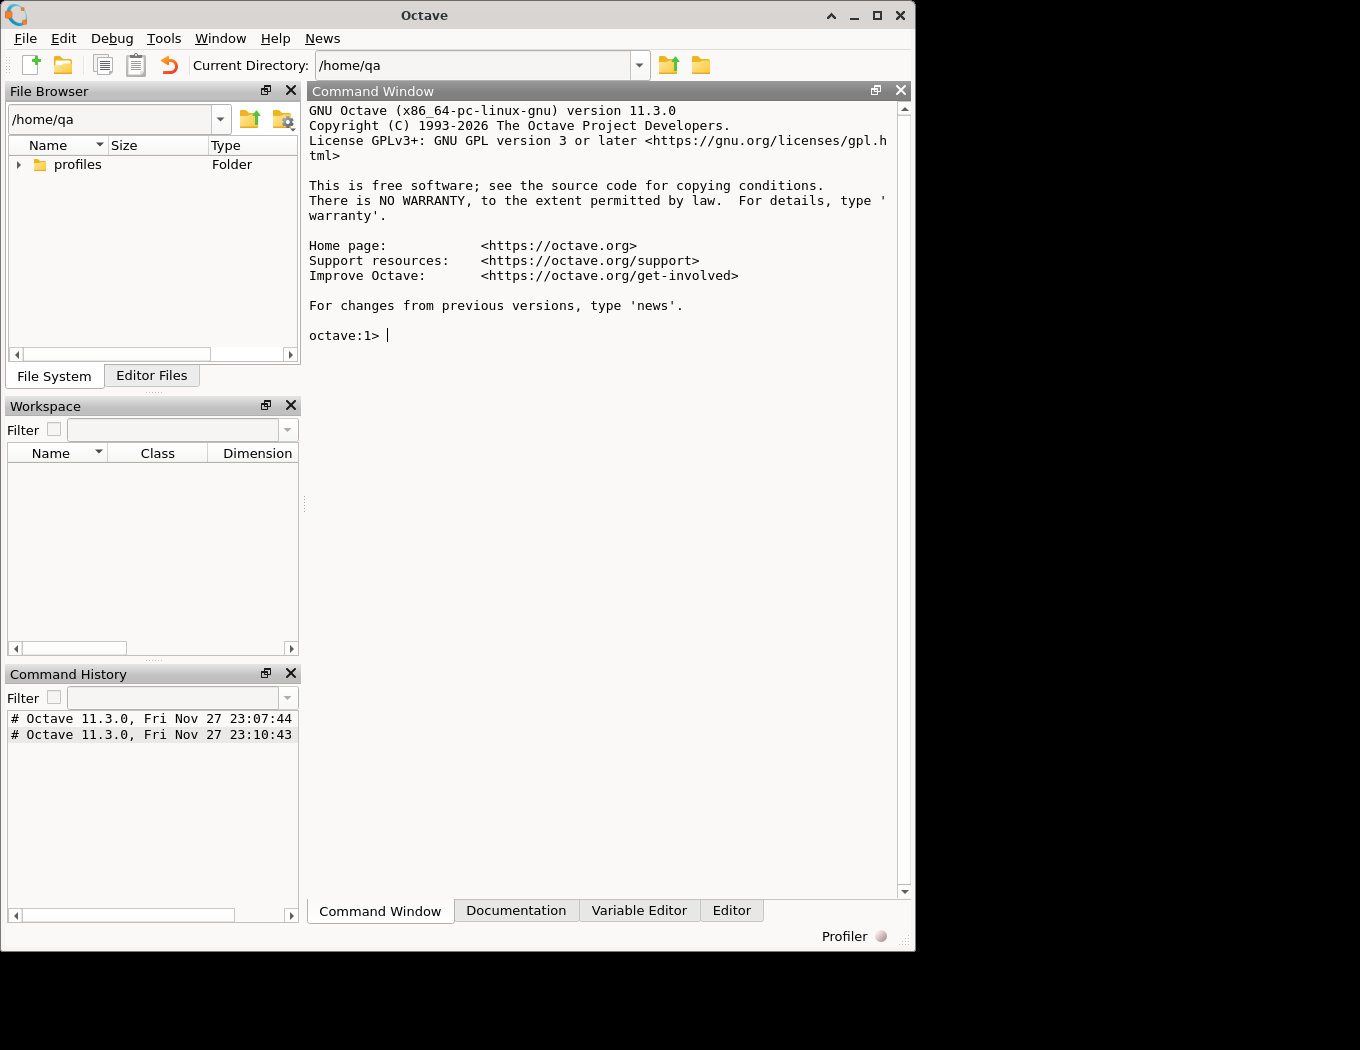 Octave
File Edit Debug Tools Window Help News
Current Directory: /home/qa
File Browser
/home/qa
Name Size Type
profiles Folder
File System Editor Files
Workspace
Filter
Name Class Dimension
Command History
Filter
# Octave 11.3.0, Fri Nov 27 23:07:44
# Octave 11.3.0, Fri Nov 27 23:10:43
Command Window
GNU Octave (x86_64-pc-linux-gnu) version 11.3.0
Copyright (C) 1993-2026 The Octave Project Developers.
License GPLv3+: GNU GPL version 3 or later <https://gnu.org/licenses/gpl.h
tml>
This is free software; see the source code for copying conditions.
There is NO WARRANTY, to the extent permitted by law.  For details, type '
warranty'.
Home page:            <https://octave.org>
Support resources:    <https://octave.org/support>
Improve Octave:       <https://octave.org/get-involved>
For changes from previous versions, type 'news'.
octave:1>
Command Window Documentation Variable Editor Editor
Profiler